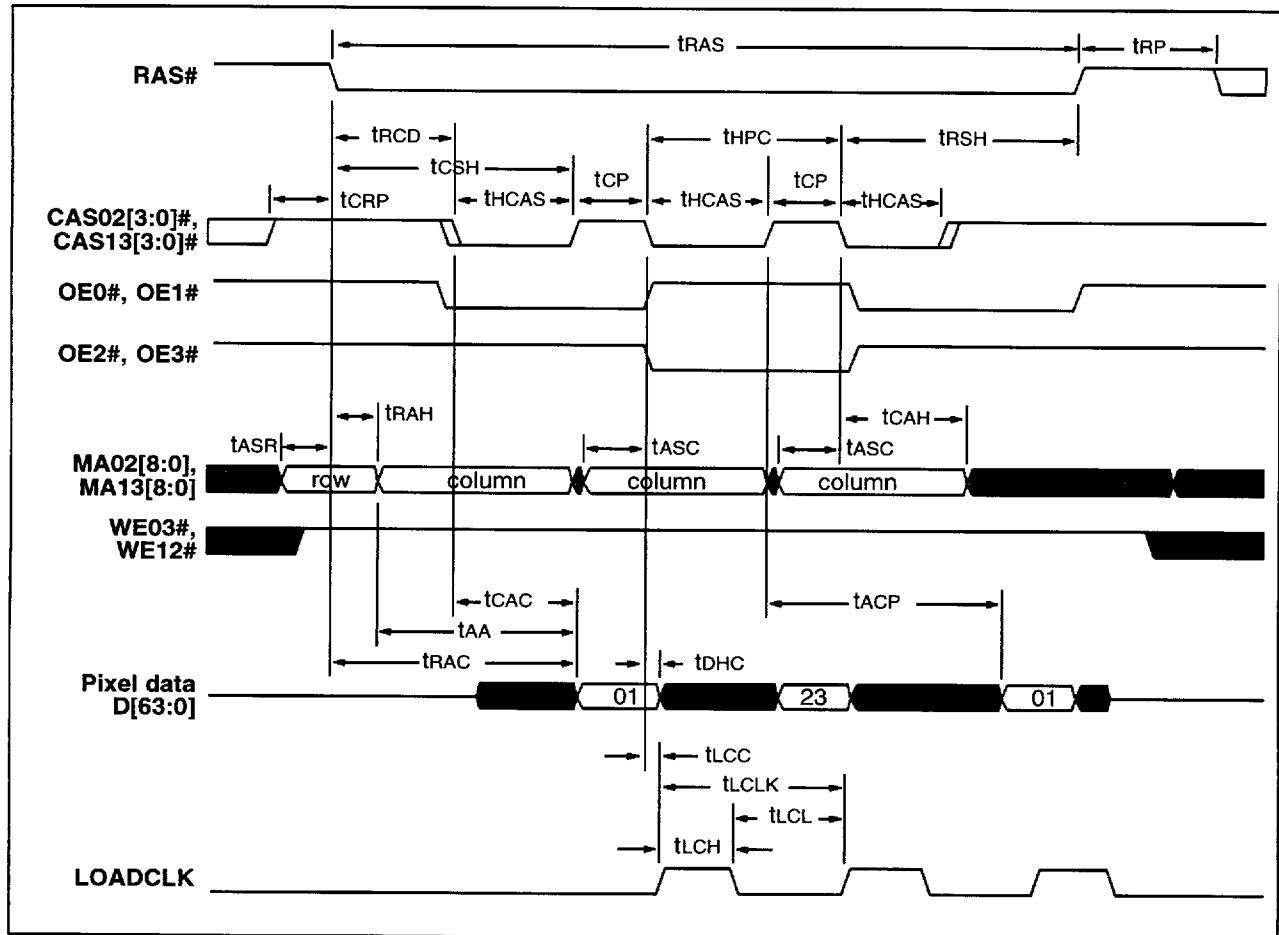 tRAS
tRP
RAS#
tRCD
tHPC
tRSH
tCSH
tCP
tCP
tCRP
tHCAS
tHCAS
tHCAS
CAS02[3:0]#,
CAS13[3:0]#
OE0#, OE1#
OE2#, OE3#
tRAH
tCAH
tASR
tASC
tASC
MA02[8:0],
MA13[8:0]
row
column
column
column
WE03#,
WE12#
tCAC
tACP
tAA
tRAC
tDHC
Pixel data
D[63:0]
01
23
01
tLCC
tLCLK
tLCL
tLCH
LOADCLK